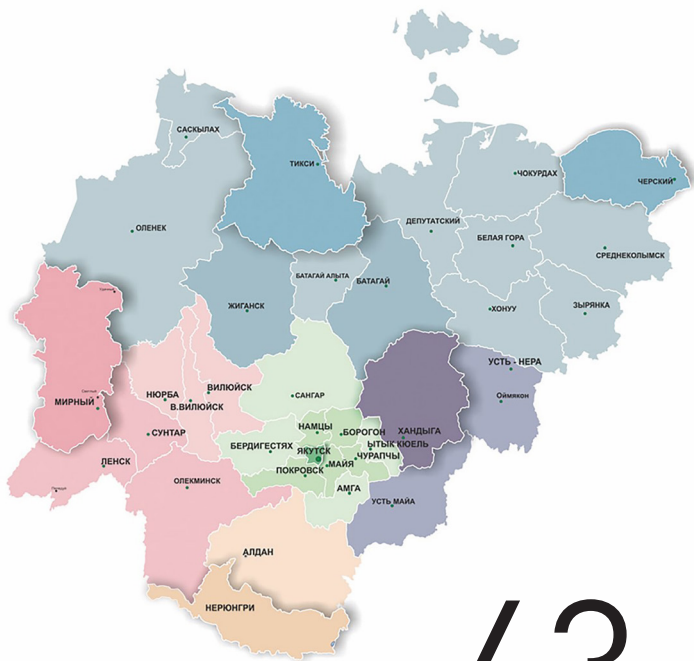 САСКЫЛАХ
ТИКСИ
ЧОКУРДАХ
ЧЕРСКИЙ
ОЛЕНЕК
ДЕПУТАТСКИЙ
БЕЛАЯ ГОРА
СРЕДНЕКОЛЫМСК
БАТАГАЙ АЛЫТА
БАТАГАЙ
ЖИГАНСК
ХОНУУ
ЗЫРЯНКА
УСТЬ - НЕРА
Оймякон
МИРНЫЙ
НЮРБА
ВИЛЮЙСК
В.ВИЛЮЙСК
САНГАР
СУНТАР
НАМЦЫ
БОРОГОН
ХАНДЫГА
БЕРДИГЕСТЯХ
ЫТЫК КЮЕЛЬ
ЯКУТСК
ЧУРАПЧЫ
МАЙЯ
ЛЕНСК
ПОКРОВСК
ОЛЕКМИНСК
АМГА
УСТЬ МАЙА
АЛДАН
НЕРЮНГРИ